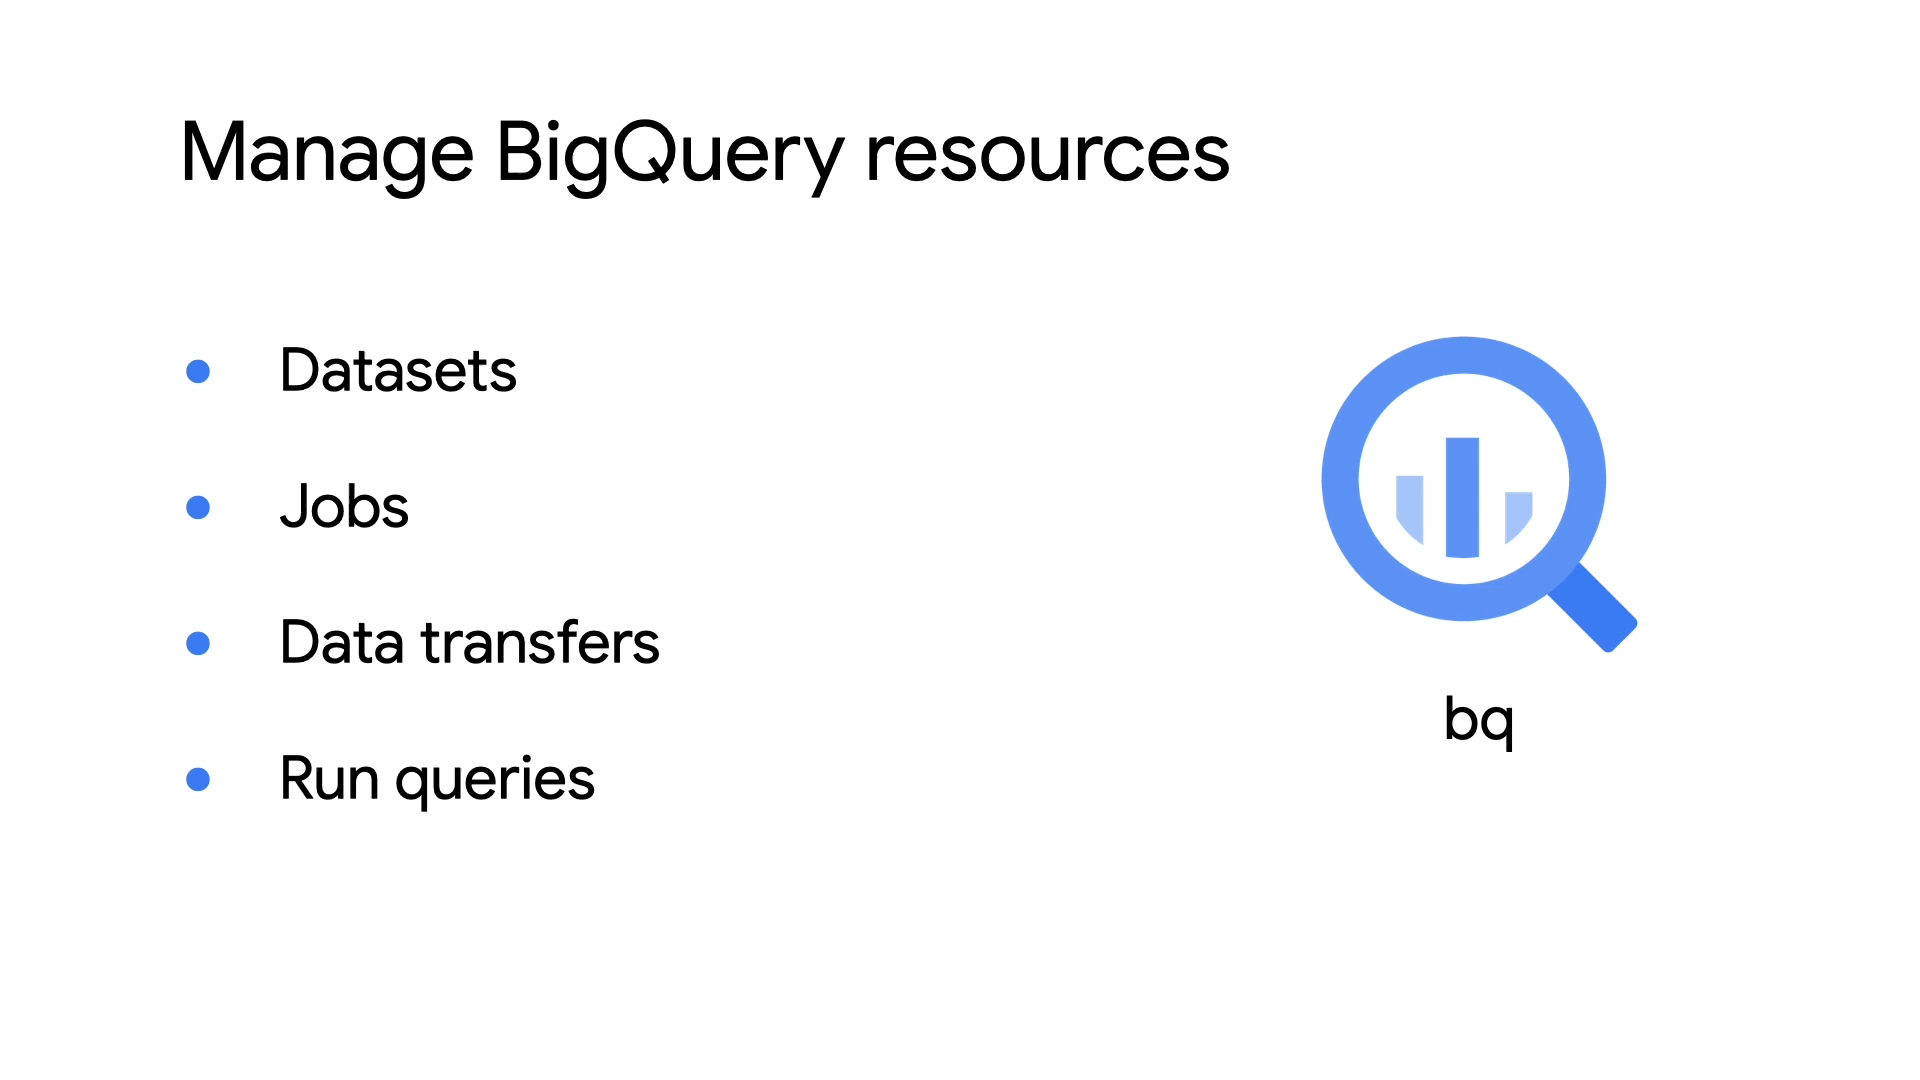 Manage BigQuery resources
Datasets
Jobs
Data transfers
Run queries
bq